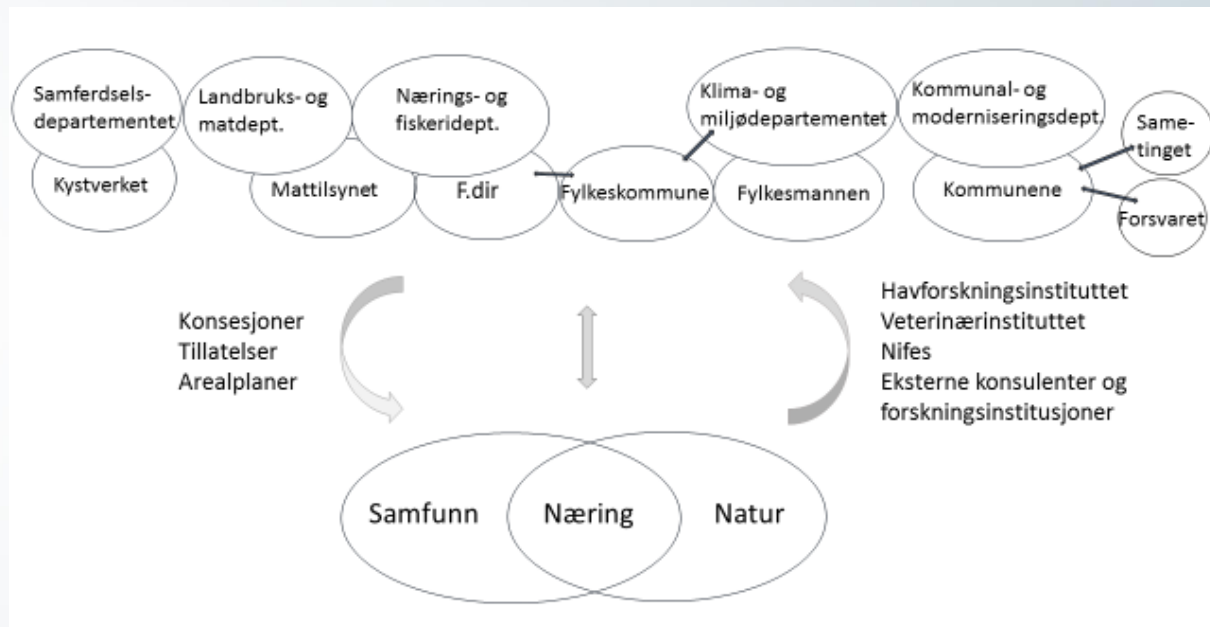 Samferdsels-
departementet
Landbruks- og
matdept.
Nærings- og
fiskeridept.
Klima- og
miljødepartementet
Kommunal- og
moderniseringsdept.
Same-
tinget
Kystverket
Mattilsynet
F.dir
Fylkeskommune
Fylkesmannen
Kommunene
Forsvaret
Konsesjoner
Tillatelser
Arealplaner
Havforskningsinstituttet
Veterinærinstituttet
Nifes
Eksterne konsulenter og
forskningsinstitusjoner
Samfunn
Næring
Natur